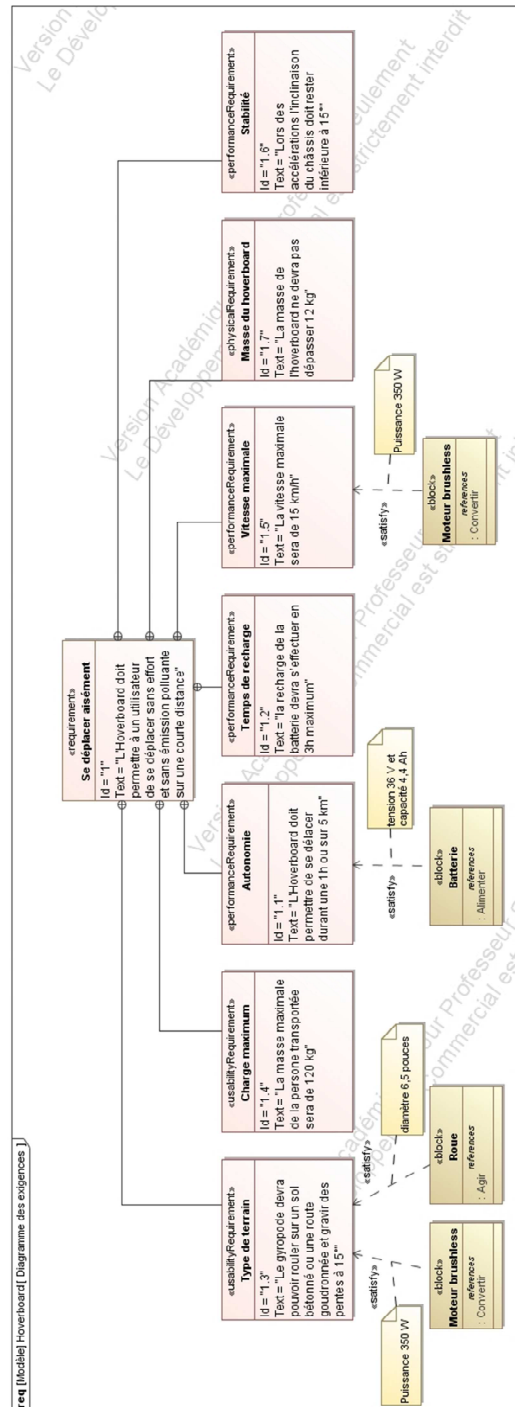 req [Modèle] Hoverboard[ Diagramme des exigences ]
«requirement»
Se déplacer aisément
Id = "1"
Text = "L'Hoverboard doit
permettre à un utilisateur
de se déplacer sans effort
et sans émission polluante
sur une courte distance"
«usabilityRequirement»
Type de terrain
Id = "1.3"
Text = "Le gyropode devra
pouvoir rouler sur un sol
bétonné ou une route
goudronnée et gravir des
pentes à 15°"
«usabilityRequirement»
Charge maximum
Id = "1.4"
Text = "La masse maximale
de la persone transportée
sera de 120 kg"
«performanceRequirement»
Autonomie
Id = "1.1"
Text = "L'Hoverboard doit
permettre de se délacer
durant une 1h ou sur 5 km"
«performanceRequirement»
Temps de recharge
Id = "1.2"
Text = "la recharge de la
batterie devra s'effectuer en
3h maximum"
«performanceRequirement»
Vitesse maximale
Id = "1.5"
Text = "La vitesse maximale
sera de 15 km/h"
«physicalRequirement»
Masse du hoverboard
Id = "1.7"
Text = "La masse de
l'hoverboard ne devra pas
dépasser 12 kg"
«performanceRequirement»
Stabilité
Id = "1.6"
Text = "Lors des
accélérations l'inclinaison
du châssis doit rester
inférieure à 15°"
Puissance 350 W
«satisfy»
«block»
Moteur brushless
references
: Convertir
«satisfy»
diamètre 6,5 pouces
«block»
Roue
references
: Agir
«satisfy»
tension 36 V et
capacité 4,4 Ah
«block»
Batterie
references
: Alimenter
«satisfy»
Puissance 350 W
«block»
Moteur brushless
references
: Convertir